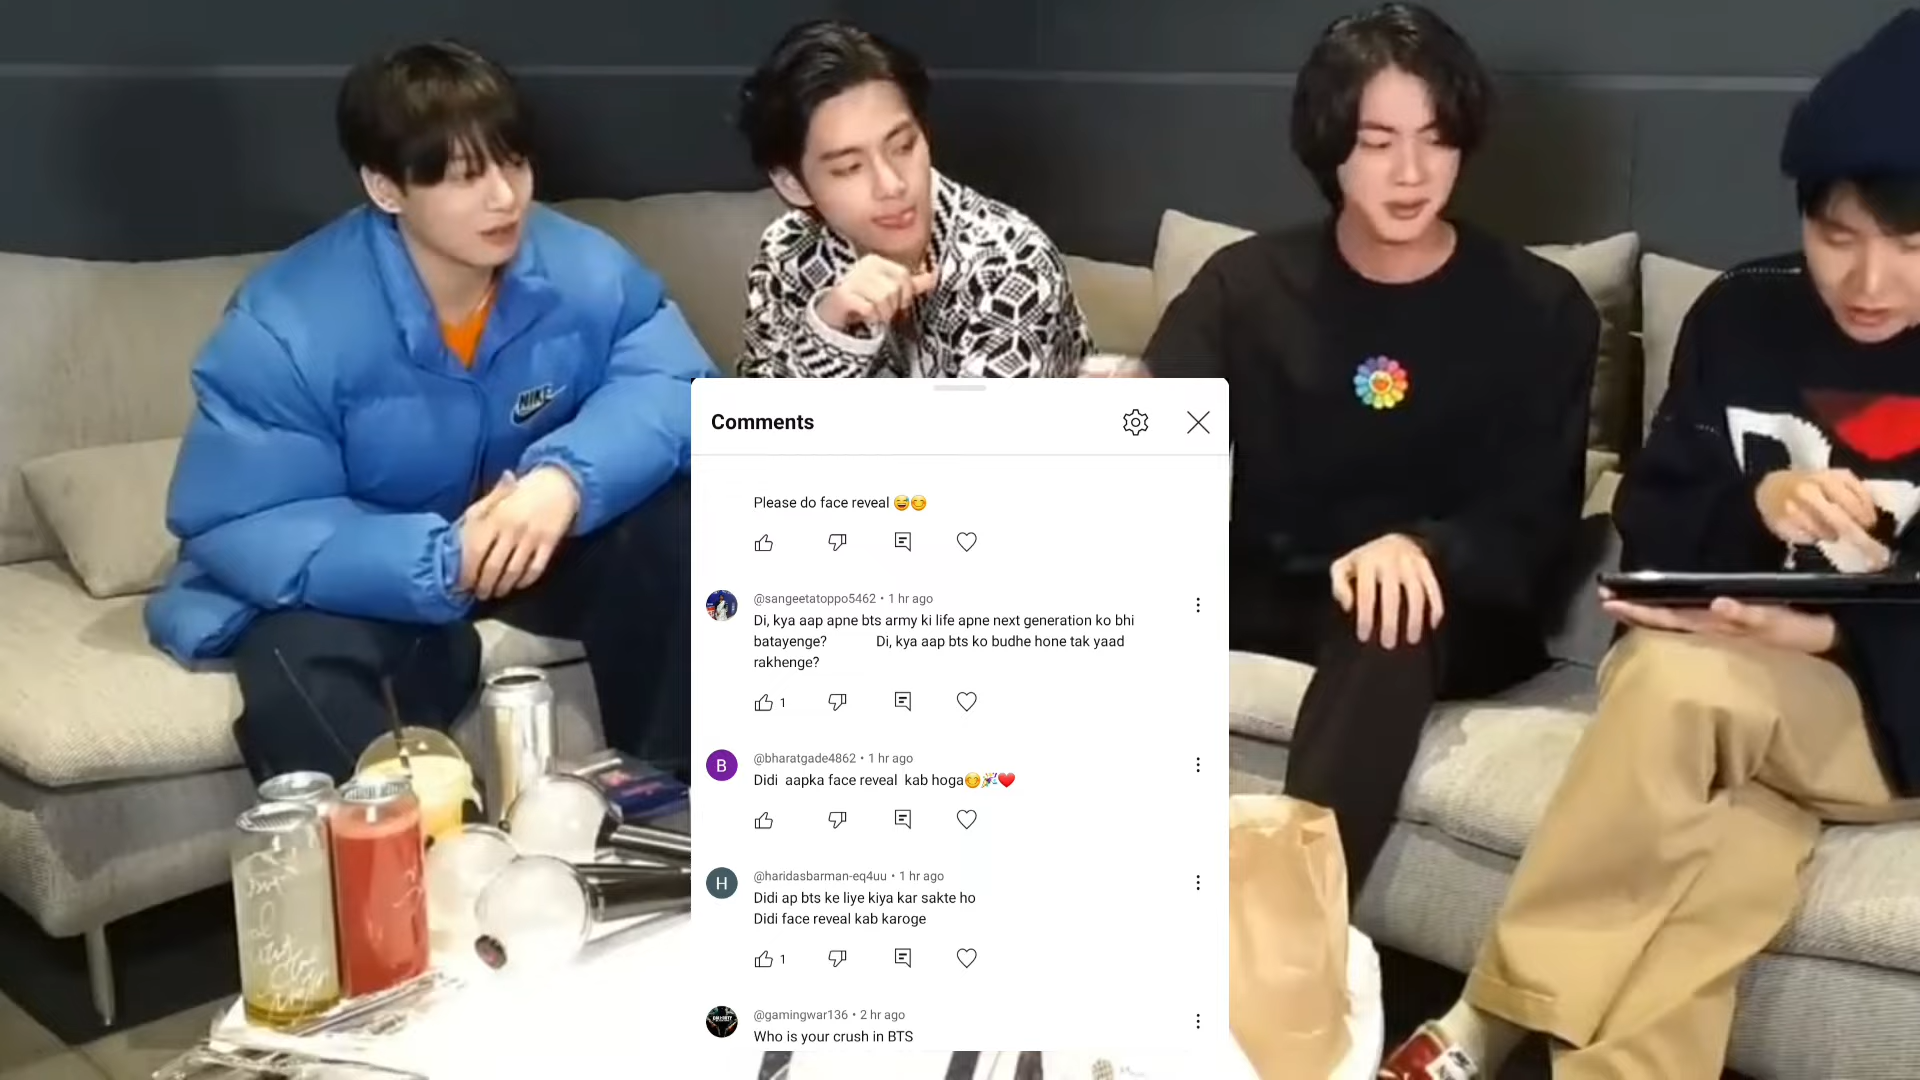 NIKE
Comments
Please do face reveal 😅😊
@sangeetatoppo5462 • 1 hr ago
Di, kya aap apne bts army ki life apne next generation ko bhi
batayenge? Di, kya aap bts ko budhe hone tak yaad
rakhenge?
1
B
@bharatgade4862 • 1 hr ago
Didi aapka face reveal kab hoga😊🎉❤️
H
@haridasbarman-eq4uu • 1 hr ago
Didi ap bts ke liye kiya kar sakte ho
Didi face reveal kab karoge
1
@gamingwar136 • 2 hr ago
Who is your crush in BTS